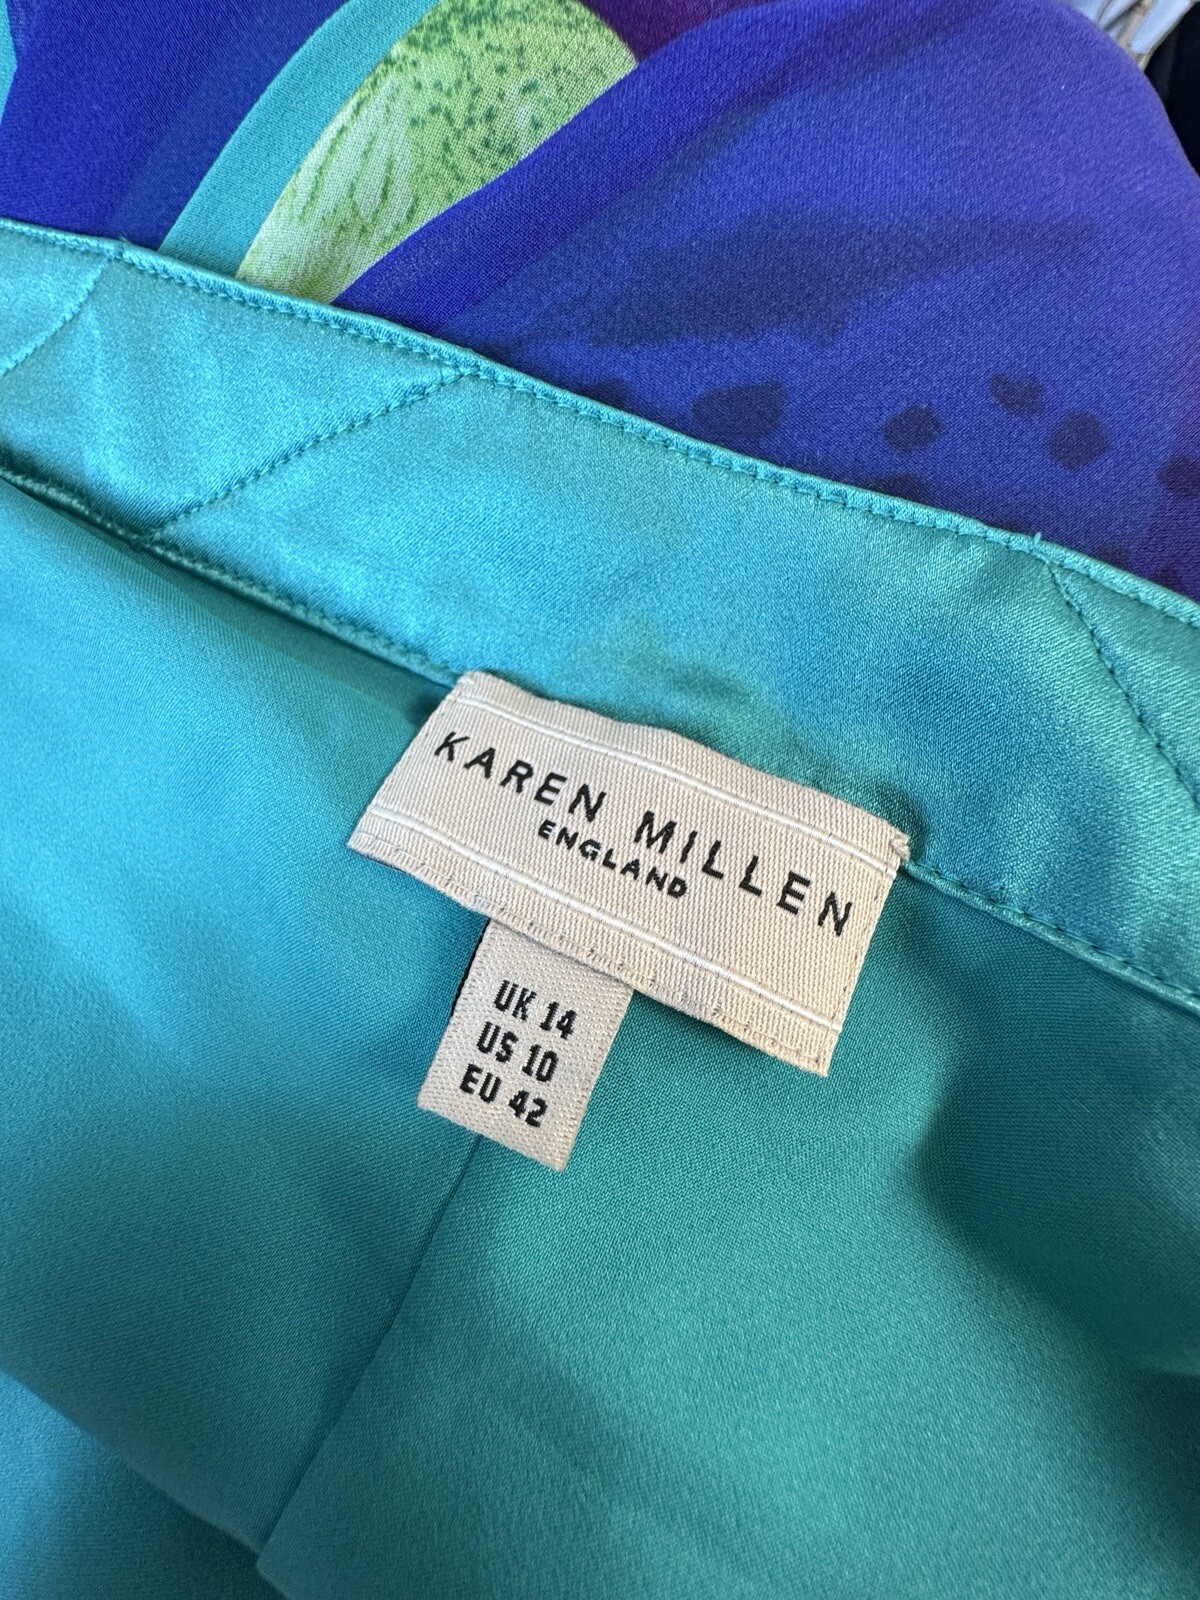 KAREN MILLEN
ENGLAND
UK 14
US 10
EU 42